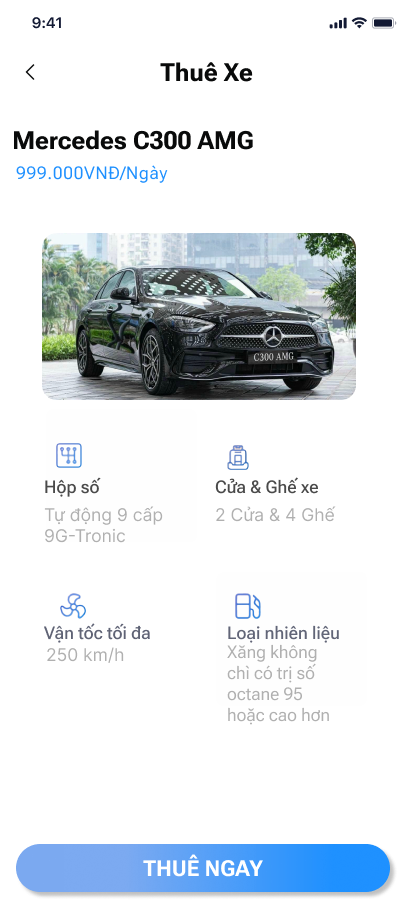 9:41
Thuê Xe
Mercedes C300 AMG
999.000VNĐ/Ngày
C300 AMG
Hộp số
Cửa & Ghế xe
Tự động 9 cấp
9G-Tronic
2 Cửa & 4 Ghế
Vận tốc tối đa
250 km/h
Loại nhiên liệu
Xăng không
chì có trị số
octane 95
hoặc cao hơn
THUÊ NGAY